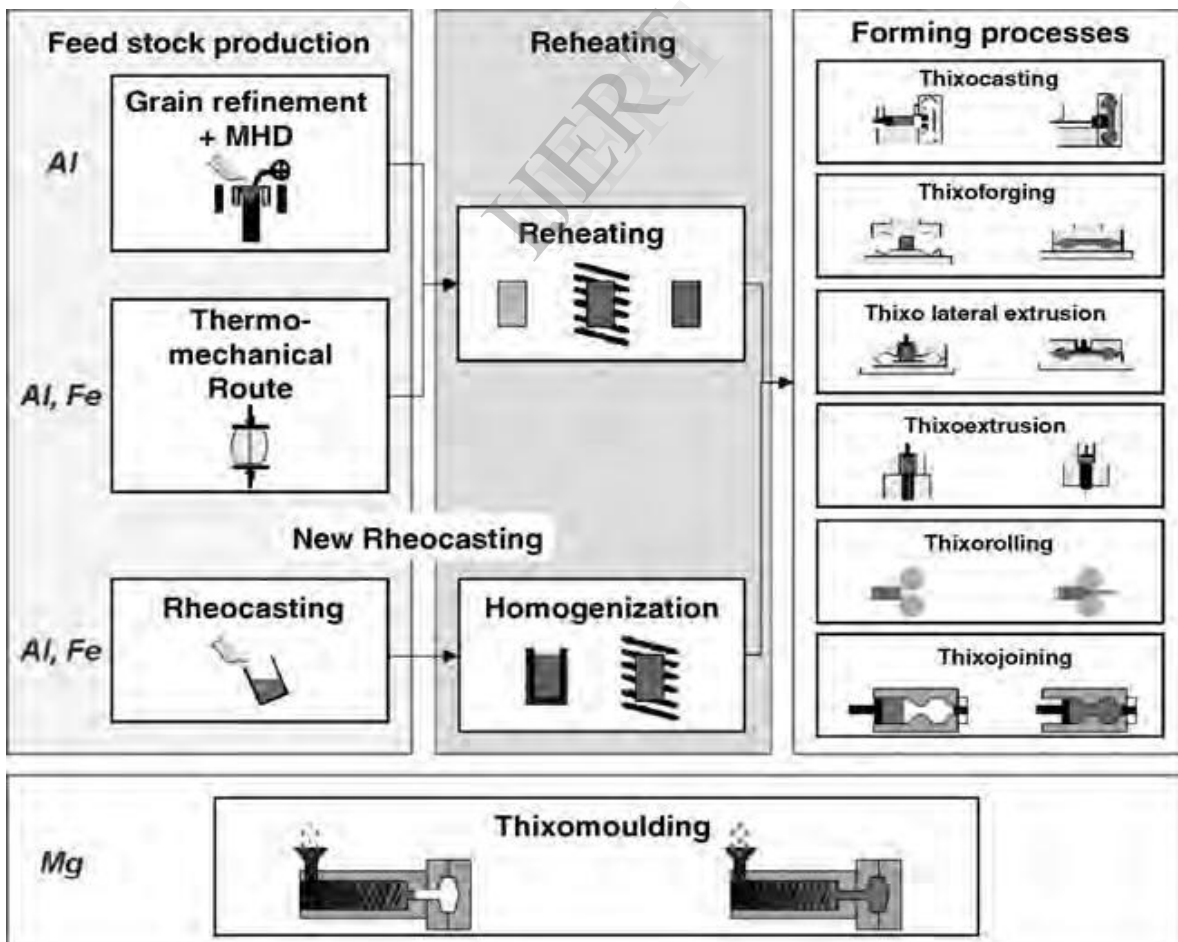 Feed stock production
Grain refinement
+ MHD
Al
Thermo-
mechanical
Route
Al, Fe
New Rheocasting
Rheocasting
Al, Fe
Reheating
Reheating
Homogenization
Forming processes
Thixocasting
Thixoforging
Thixo lateral extrusion
Thixoextrusion
Thixorolling
Thixojoining
Mg
Thixomoulding
IJERT